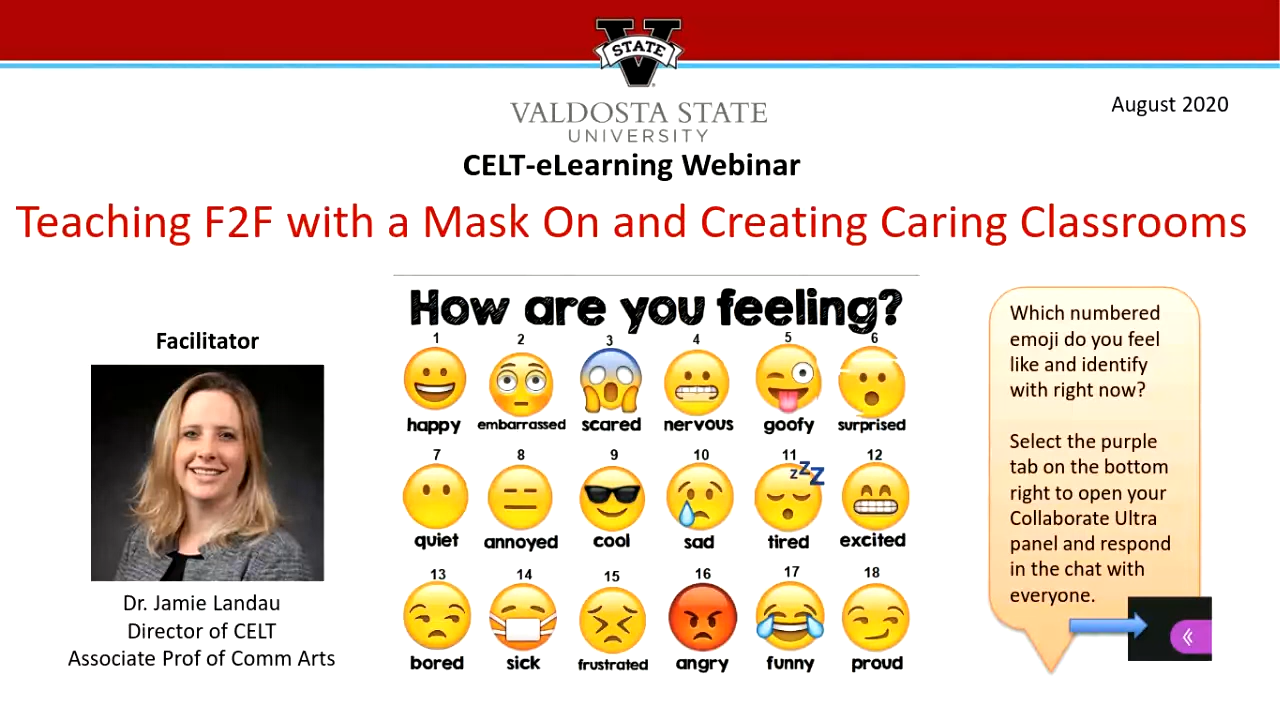 STATE
VALDOSTA STATE
UNIVERSITY
August 2020
CELT-eLearning Webinar
Teaching F2F with a Mask On and Creating Caring Classrooms
Facilitator
Dr. Jamie Landau
Director of CELT
Associate Prof of Comm Arts
How are you feeling?
1 2 3 4 5 6
happy embarrassed scared nervous goofy surprised
7 8 9 10 11 12
zzZ
quiet annoyed cool sad tired excited
13 14 15 16 17 18
bored sick frustrated angry funny proud
Which numbered
emoji do you feel
like and identify
with right now?
Select the purple
tab on the bottom
right to open your
Collaborate Ultra
panel and respond
in the chat with
everyone.